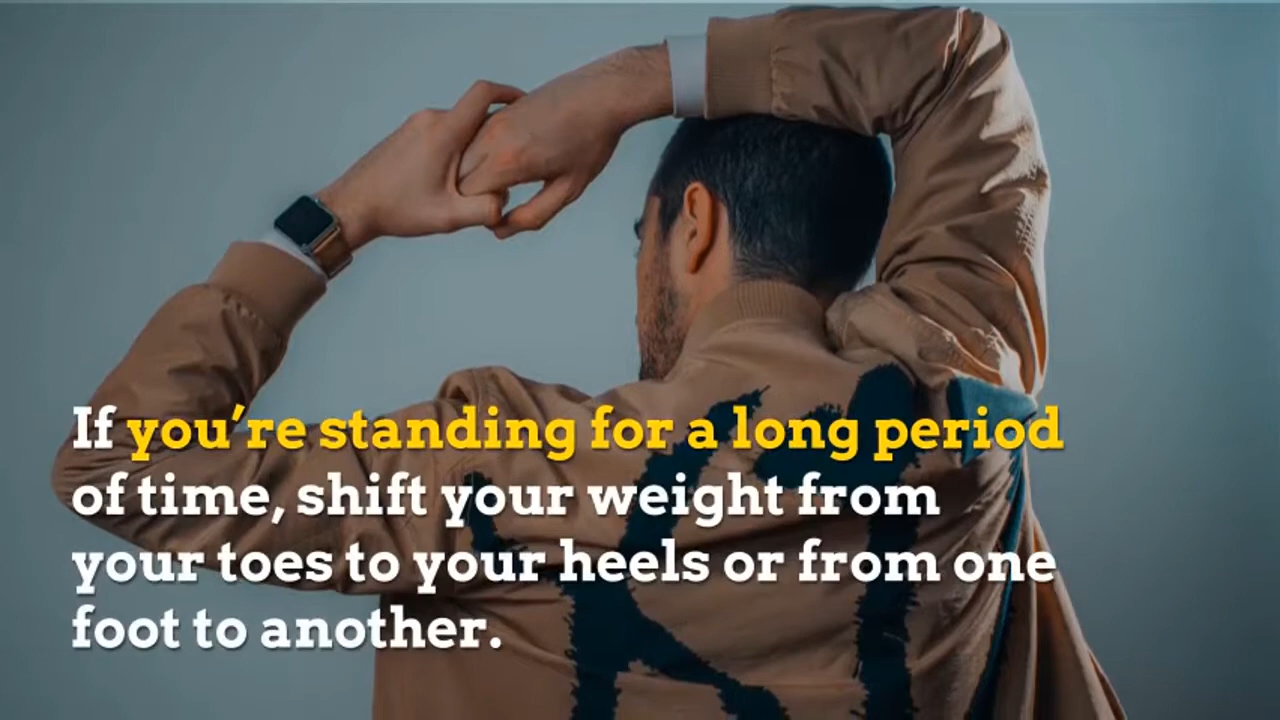 If you’re standing for a long period
of time, shift your weight from
your toes to your heels or from one
foot to another.